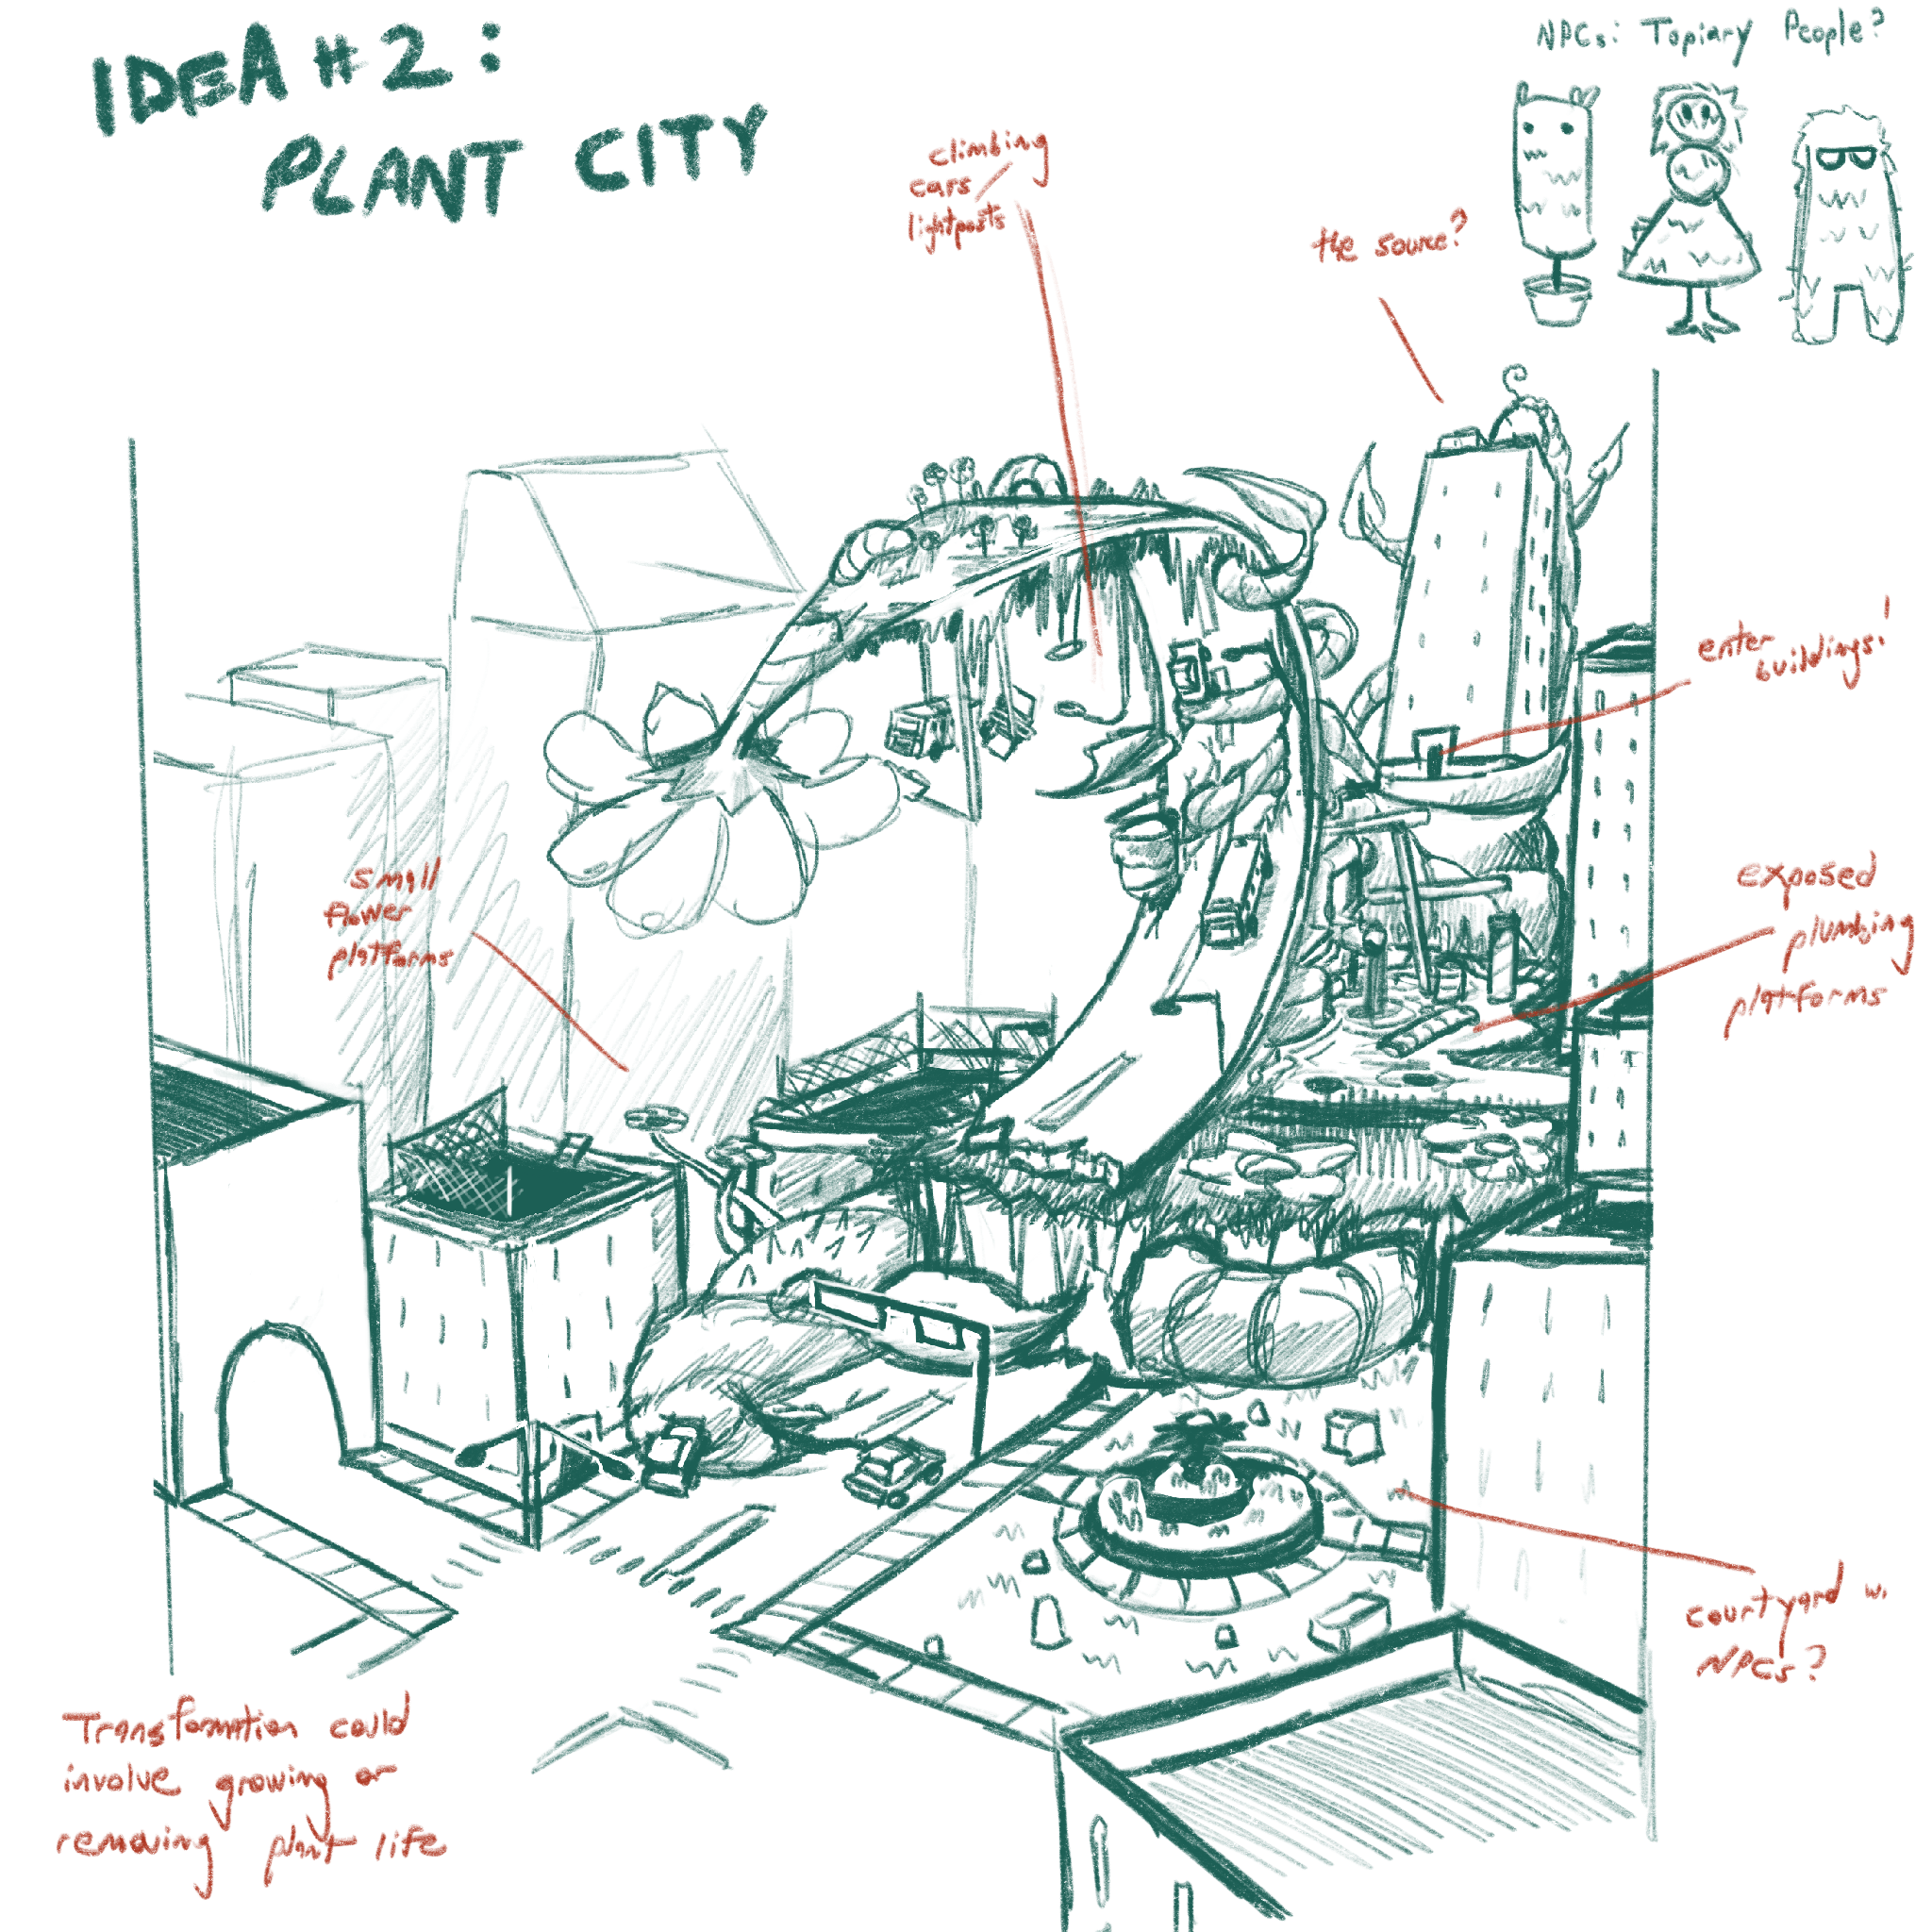 IDEA #2:
PLANT CITY
NPCs: Topiary People?
climbing
cars /
lightposts
the source?
enter
buildings!
small
flower
platforms
exposed
plumbing
platforms
courtyard w.
NPCs?
Transformation could
involve growing or
removing plant life